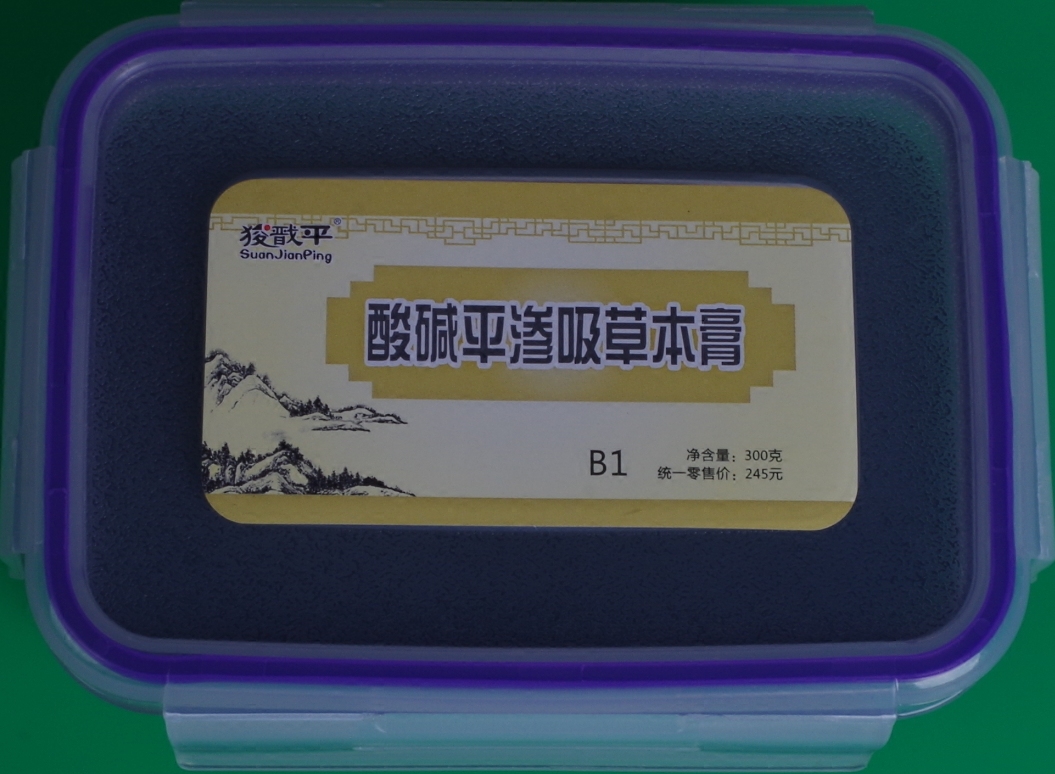 狻戬平®
SuanJianPing
酸碱平渗吸草本膏
B1
净含量：300克
统一零售价：245元